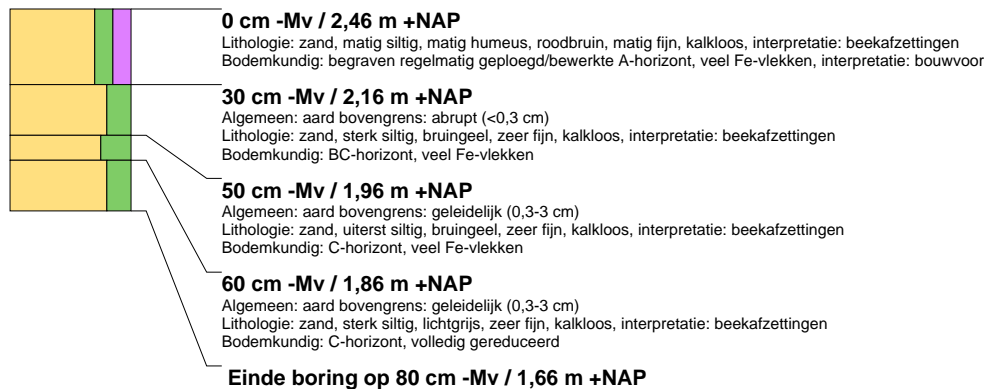 0 cm -Mv / 2,46 m +NAP
Lithologie: zand, matig siltig, matig humeus, roodbruin, matig fijn, kalkloos, interpretatie: beekafzettingen
Bodemkundig: begraven regelmatig geploegd/bewerkte A-horizont, veel Fe-vlekken, interpretatie: bouwvoor
30 cm -Mv / 2,16 m +NAP
Algemeen: aard bovengrens: abrupt (<0,3 cm)
Lithologie: zand, sterk siltig, bruingeel, zeer fijn, kalkloos, interpretatie: beekafzettingen
Bodemkundig: BC-horizont, veel Fe-vlekken
50 cm -Mv / 1,96 m +NAP
Algemeen: aard bovengrens: geleidelijk (0,3-3 cm)
Lithologie: zand, uiterst siltig, bruingeel, zeer fijn, kalkloos, interpretatie: beekafzettingen
Bodemkundig: C-horizont, veel Fe-vlekken
60 cm -Mv / 1,86 m +NAP
Algemeen: aard bovengrens: geleidelijk (0,3-3 cm)
Lithologie: zand, sterk siltig, lichtgrijs, zeer fijn, kalkloos, interpretatie: beekafzettingen
Bodemkundig: C-horizont, volledig gereduceerd
Einde boring op 80 cm -Mv / 1,66 m +NAP